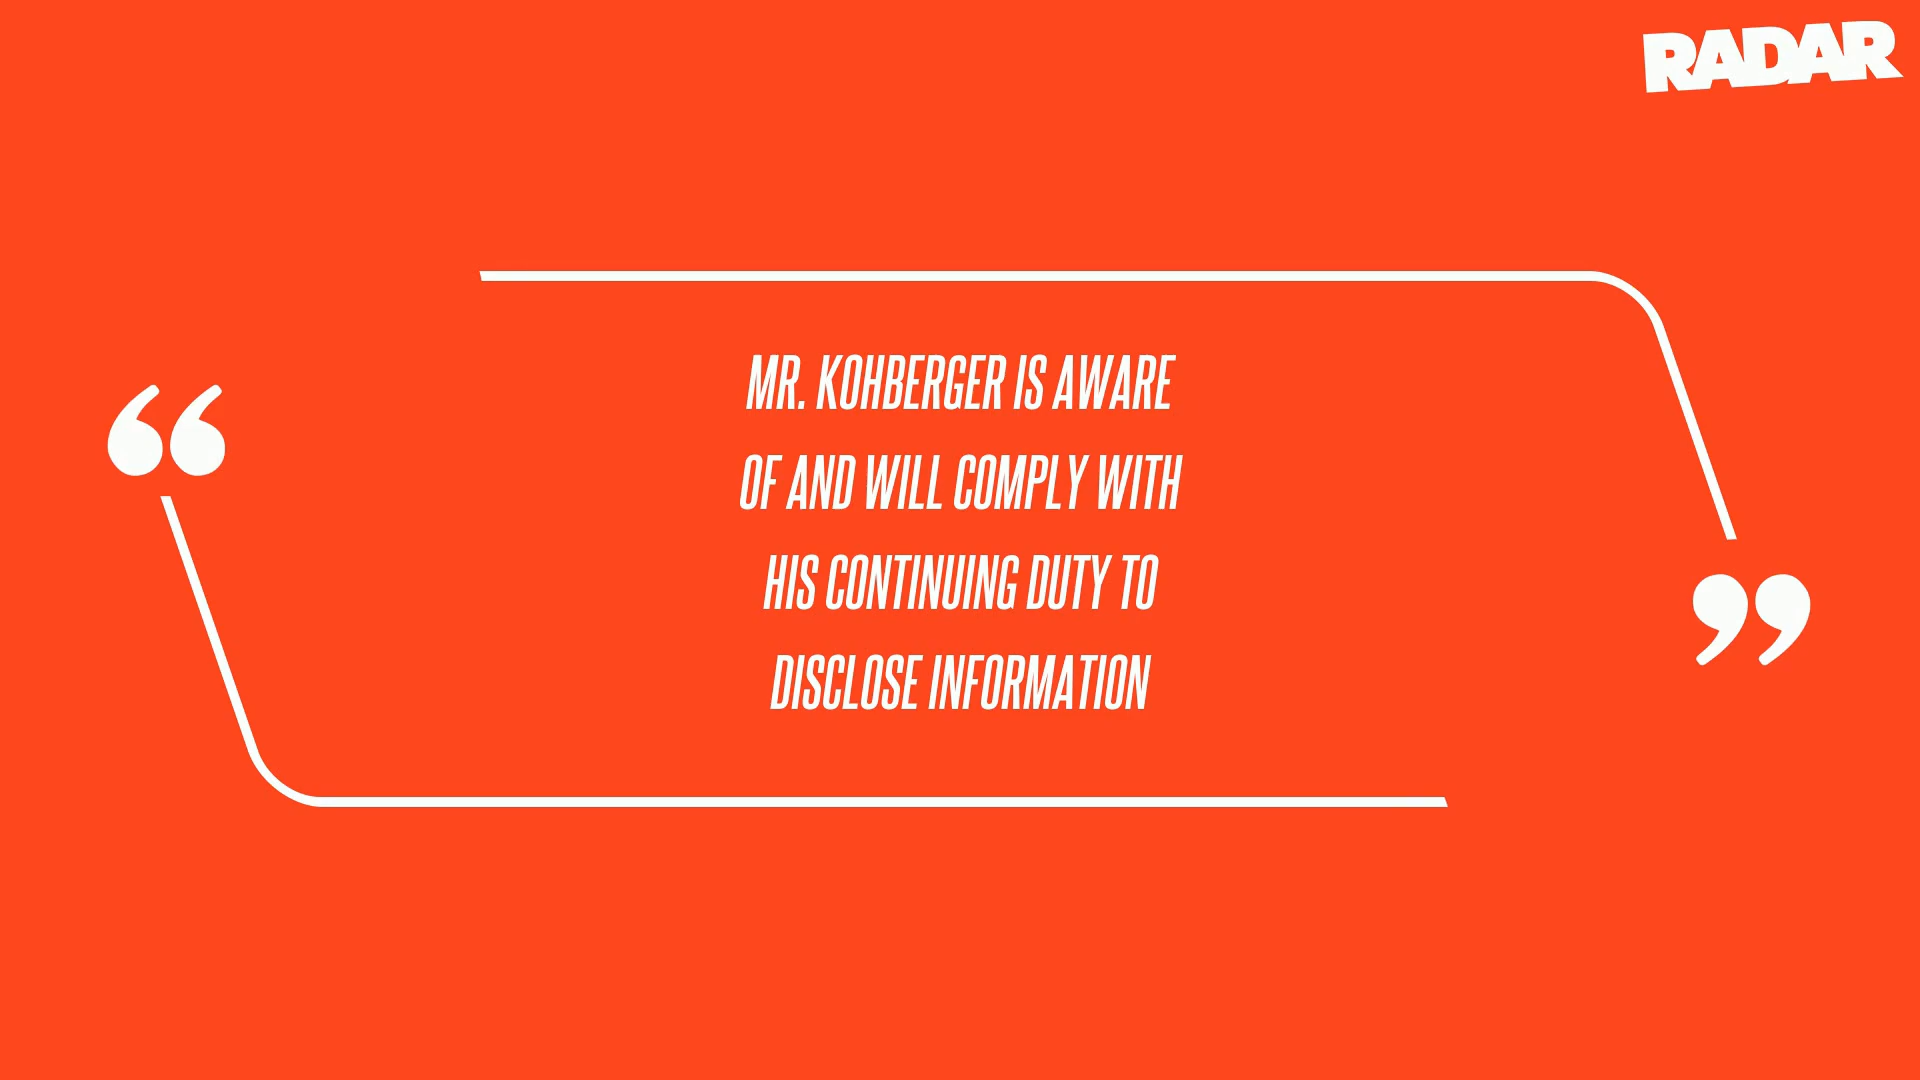 RADAR
“
MR. KOHBERGER IS AWARE
OF AND WILL COMPLY WITH
HIS CONTINUING DUTY TO
DISCLOSE INFORMATION
”